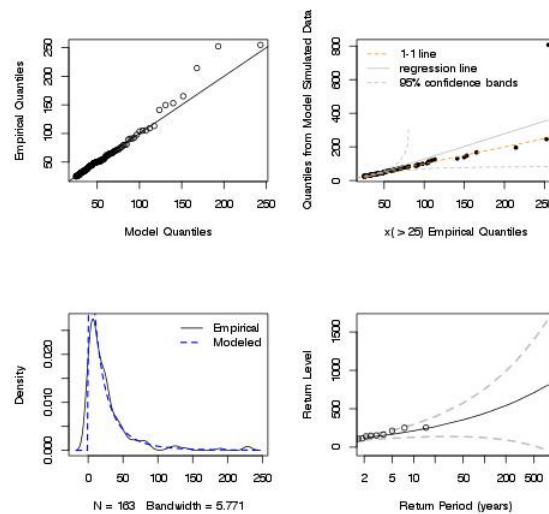 Empirical Quantiles
250
200
150
100
50
50 100 150 200 250
Model Quantiles
Quantiles from Model Simulated Data
800
600
400
200
0
1-1 line
regression line
95% confidence bands
50 100 150 200 250
x( > 25) Empirical Quantiles
Density
0.020
0.010
0.000
Empirical
Modeled
0 50 100 150 200 250
N = 163 Bandwidth = 5.771
Return Level
1500
1000
500
0
2 5 10 50 200 500
Return Period (years)